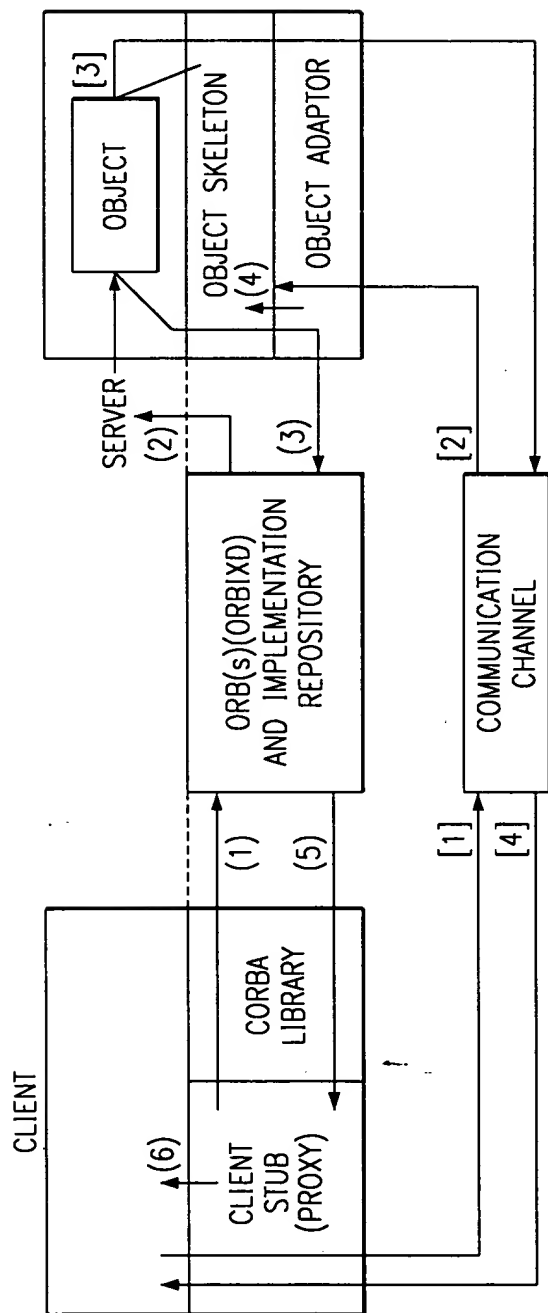 CLIENT
(6)
CLIENT
STUB
(PROXY)
CORBA
LIBRARY
(1)
(5)
[1]
[4]
ORB(s)(ORBIXD)
AND IMPLEMENTATION
REPOSITORY
COMMUNICATION
CHANNEL
SERVER
(2)
(3)
[2]
OBJECT
[3]
OBJECT SKELETON
(4)
OBJECT ADAPTOR